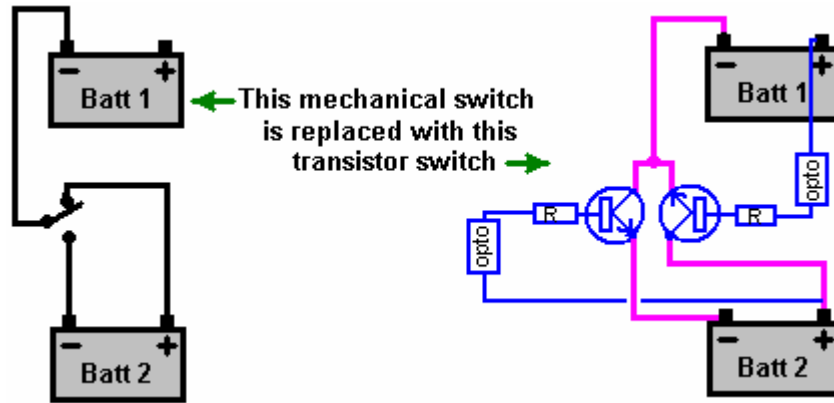 - +
Batt 1
This mechanical switch
is replaced with this
transistor switch
- +
Batt 2
- +
Batt 1
opto
R
R
opto
- +
Batt 2